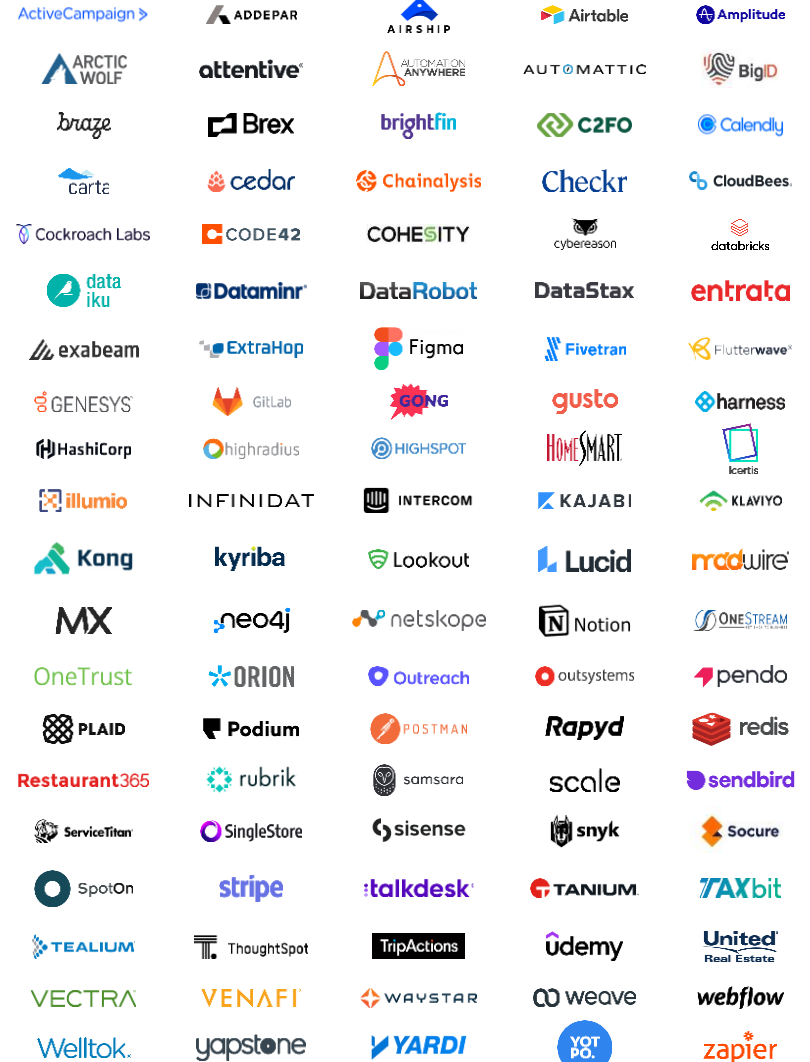 ActiveCampaign >
ADDEPAR
AIRSHIP
Airtable
Amplitude
ARCTIC
WOLF
attentive®
AUTOMATION
ANYWHERE
AUTOMATTIC
BigID
braze
Brex
brightfin
C2FO
Calendly
carta
cedar
Chainalysis
Checkr
CloudBees.
Cockroach Labs
CODE42
COHESITY
cybereason
databricks
data
iku
Dataminr®
DataRobot
DataStax
entrata
exabeam
ExtraHop
Figma
Fivetran
Flutterwave
GENESYS
GitLab
GONG
gusto
harness
HashiCorp
highradius
HIGHSPOT
HOMESMART
Icertis
illumio
INFINIDAT
INTERCOM
KAJABI
KLAVIYO
Kong
kyriba
Lookout
Lucid
madwire®
MX
neo4j
netskope
N Notion
ONESTREAM
OneTrust
ORION
Outreach
outsystems
pendo
PLAID
Podium
POSTMAN
Rapyd
redis
Restaurant365
rubrik
samsara
scale
sendbird
ServiceTitan
SingleStore
sisense
snyk
Socure
SpotOn
stripe
talkdesk
TANIUM
TAXbit
TEALIUM
T. ThoughtSpot
TripActions
ûdemy
United®
Real Estate
VECTRA
VENAFI
WAYSTAR
weave
webflow
Welltok.
yapstone
YARDI
YOT
PO.
zapier